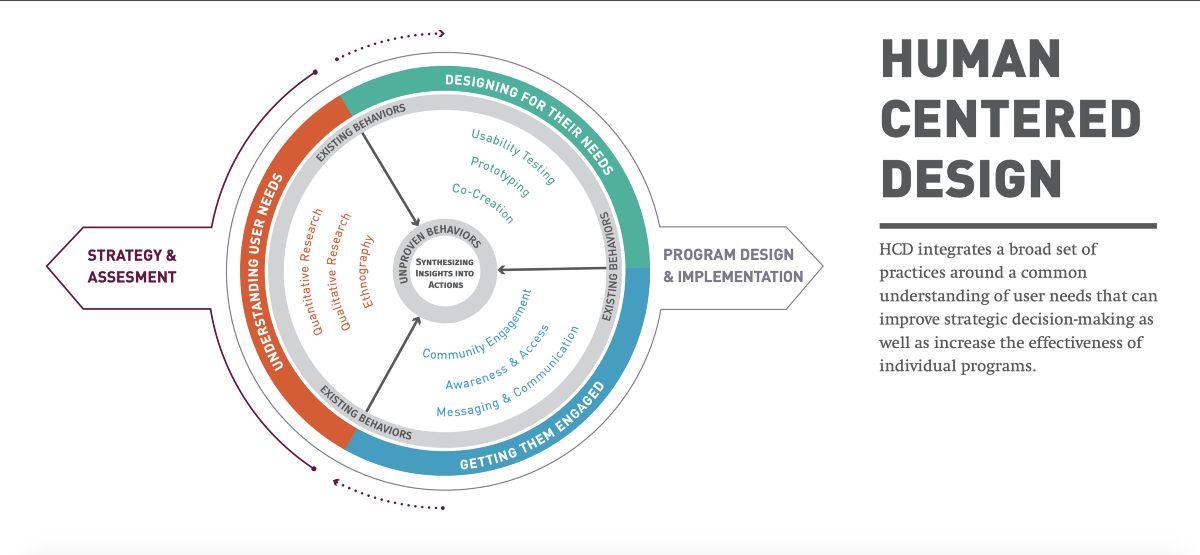 HUMAN
CENTERED
DESIGN
HCD integrates a broad set of
practices around a common
understanding of user needs that can
improve strategic decision-making as
well as increase the effectiveness of
individual programs.
STRATEGY &
ASSESMENT
UNDERSTANDING USER NEEDS
Quantitative Research
Qualitative Research
Ethnography
DESIGNING FOR THEIR NEEDS
Usability Testing
Prototyping
Co-Creation
EXISTING BEHAVIORS
EXISTING BEHAVIORS
EXISTING BEHAVIORS
UNPROVEN BEHAVIORS
SYNTHESIZING
INSIGHTS INTO
ACTIONS
Community Engagement
Awareness & Access
Messaging & Communication
GETTING THEM ENGAGED
PROGRAM DESIGN
& IMPLEMENTATION